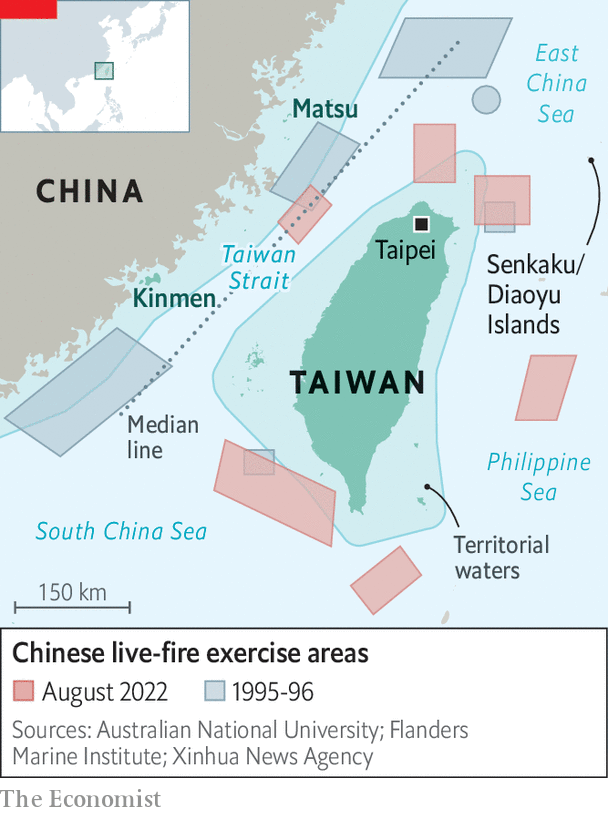 East
China
Sea
Matsu
CHINA
Taiwan
Strait
Taipei
Senkaku/
Diaoyu
Islands
Kinmen
TAIWAN
Median
line
Philippine
Sea
South China Sea
Territorial
waters
150 km
Chinese live-fire exercise areas
August 2022 1995-96
Sources: Australian National University; Flanders
Marine Institute; Xinhua News Agency
The Economist